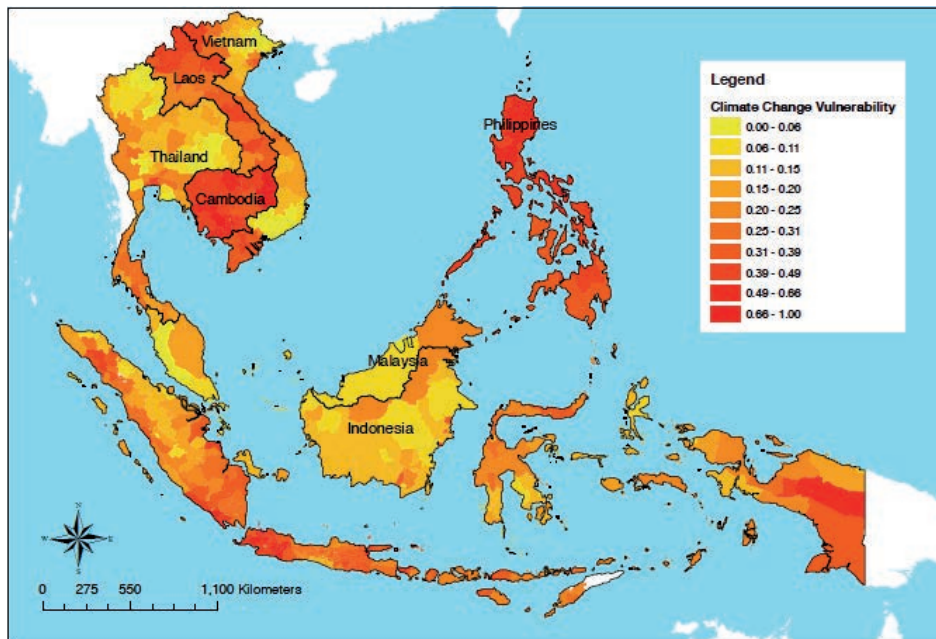 Vietnam
Laos
Thailand
Cambodia
Philippines
Malaysia
Indonesia
Legend
Climate Change Vulnerability
0.00 - 0.06
0.06 - 0.11
0.11 - 0.15
0.15 - 0.20
0.20 - 0.25
0.25 - 0.31
0.31 - 0.39
0.39 - 0.49
0.49 - 0.66
0.66 - 1.00
N
W E
S
0 275 550 1,100 Kilometers